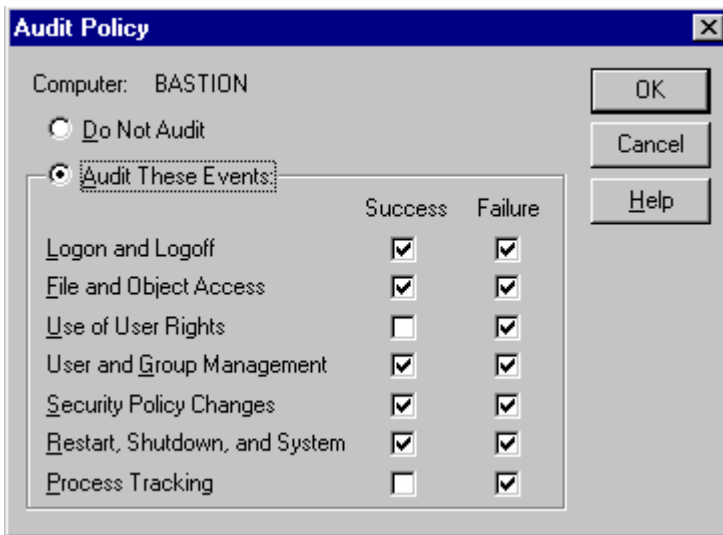 Audit Policy
Computer: BASTION
OK
Do Not Audit
Cancel
Audit These Events:
Help
Success Failure
Logon and Logoff
File and Object Access
Use of User Rights
User and Group Management
Security Policy Changes
Restart, Shutdown, and System
Process Tracking